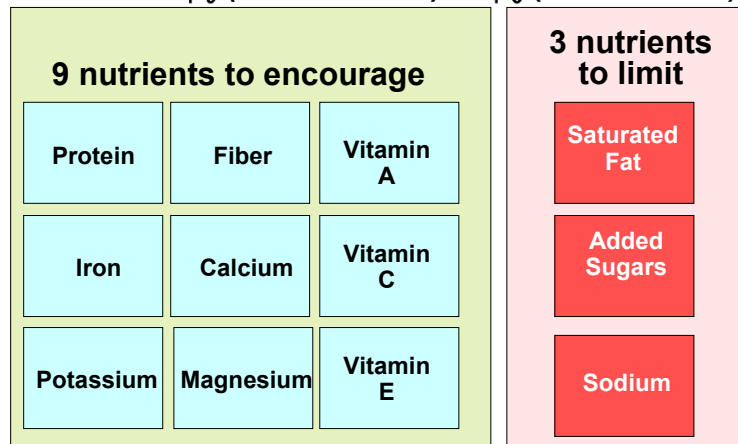 9 nutrients to encourage
Protein
Fiber
Vitamin
A
Iron
Calcium
Vitamin
C
Potassium
Magnesium
Vitamin
E
3 nutrients
to limit
Saturated
Fat
Added
Sugars
Sodium